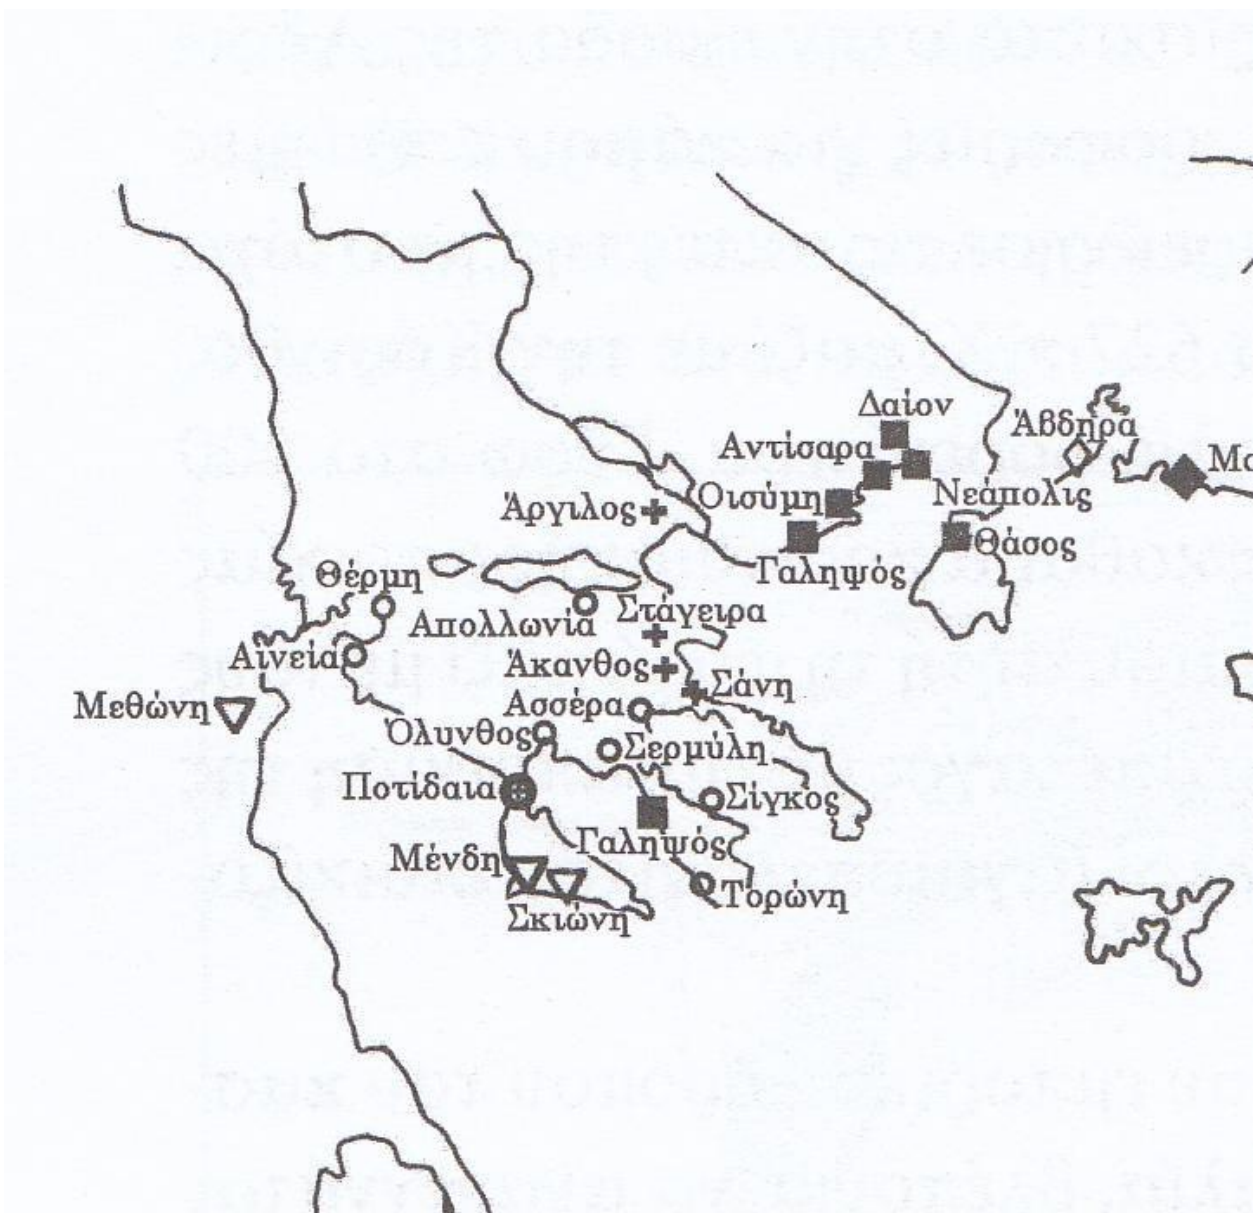 Δαίον
Άβδηρα
Αντίσαρα
Μα
Οισύμη
Νεάπολις
Άργιλος
Θάσος
Γαληψός
Θέρμη
Απολλωνία
Στάγειρα
Αίνεία
Άκανθος
Σάνη
Μεθώνη
Ασσέρα
Όλυνθος
Σερμύλη
Ποτίδαια
Σίγκος
Γαληψός
Μένδη
Τορώνη
Σκιώνη